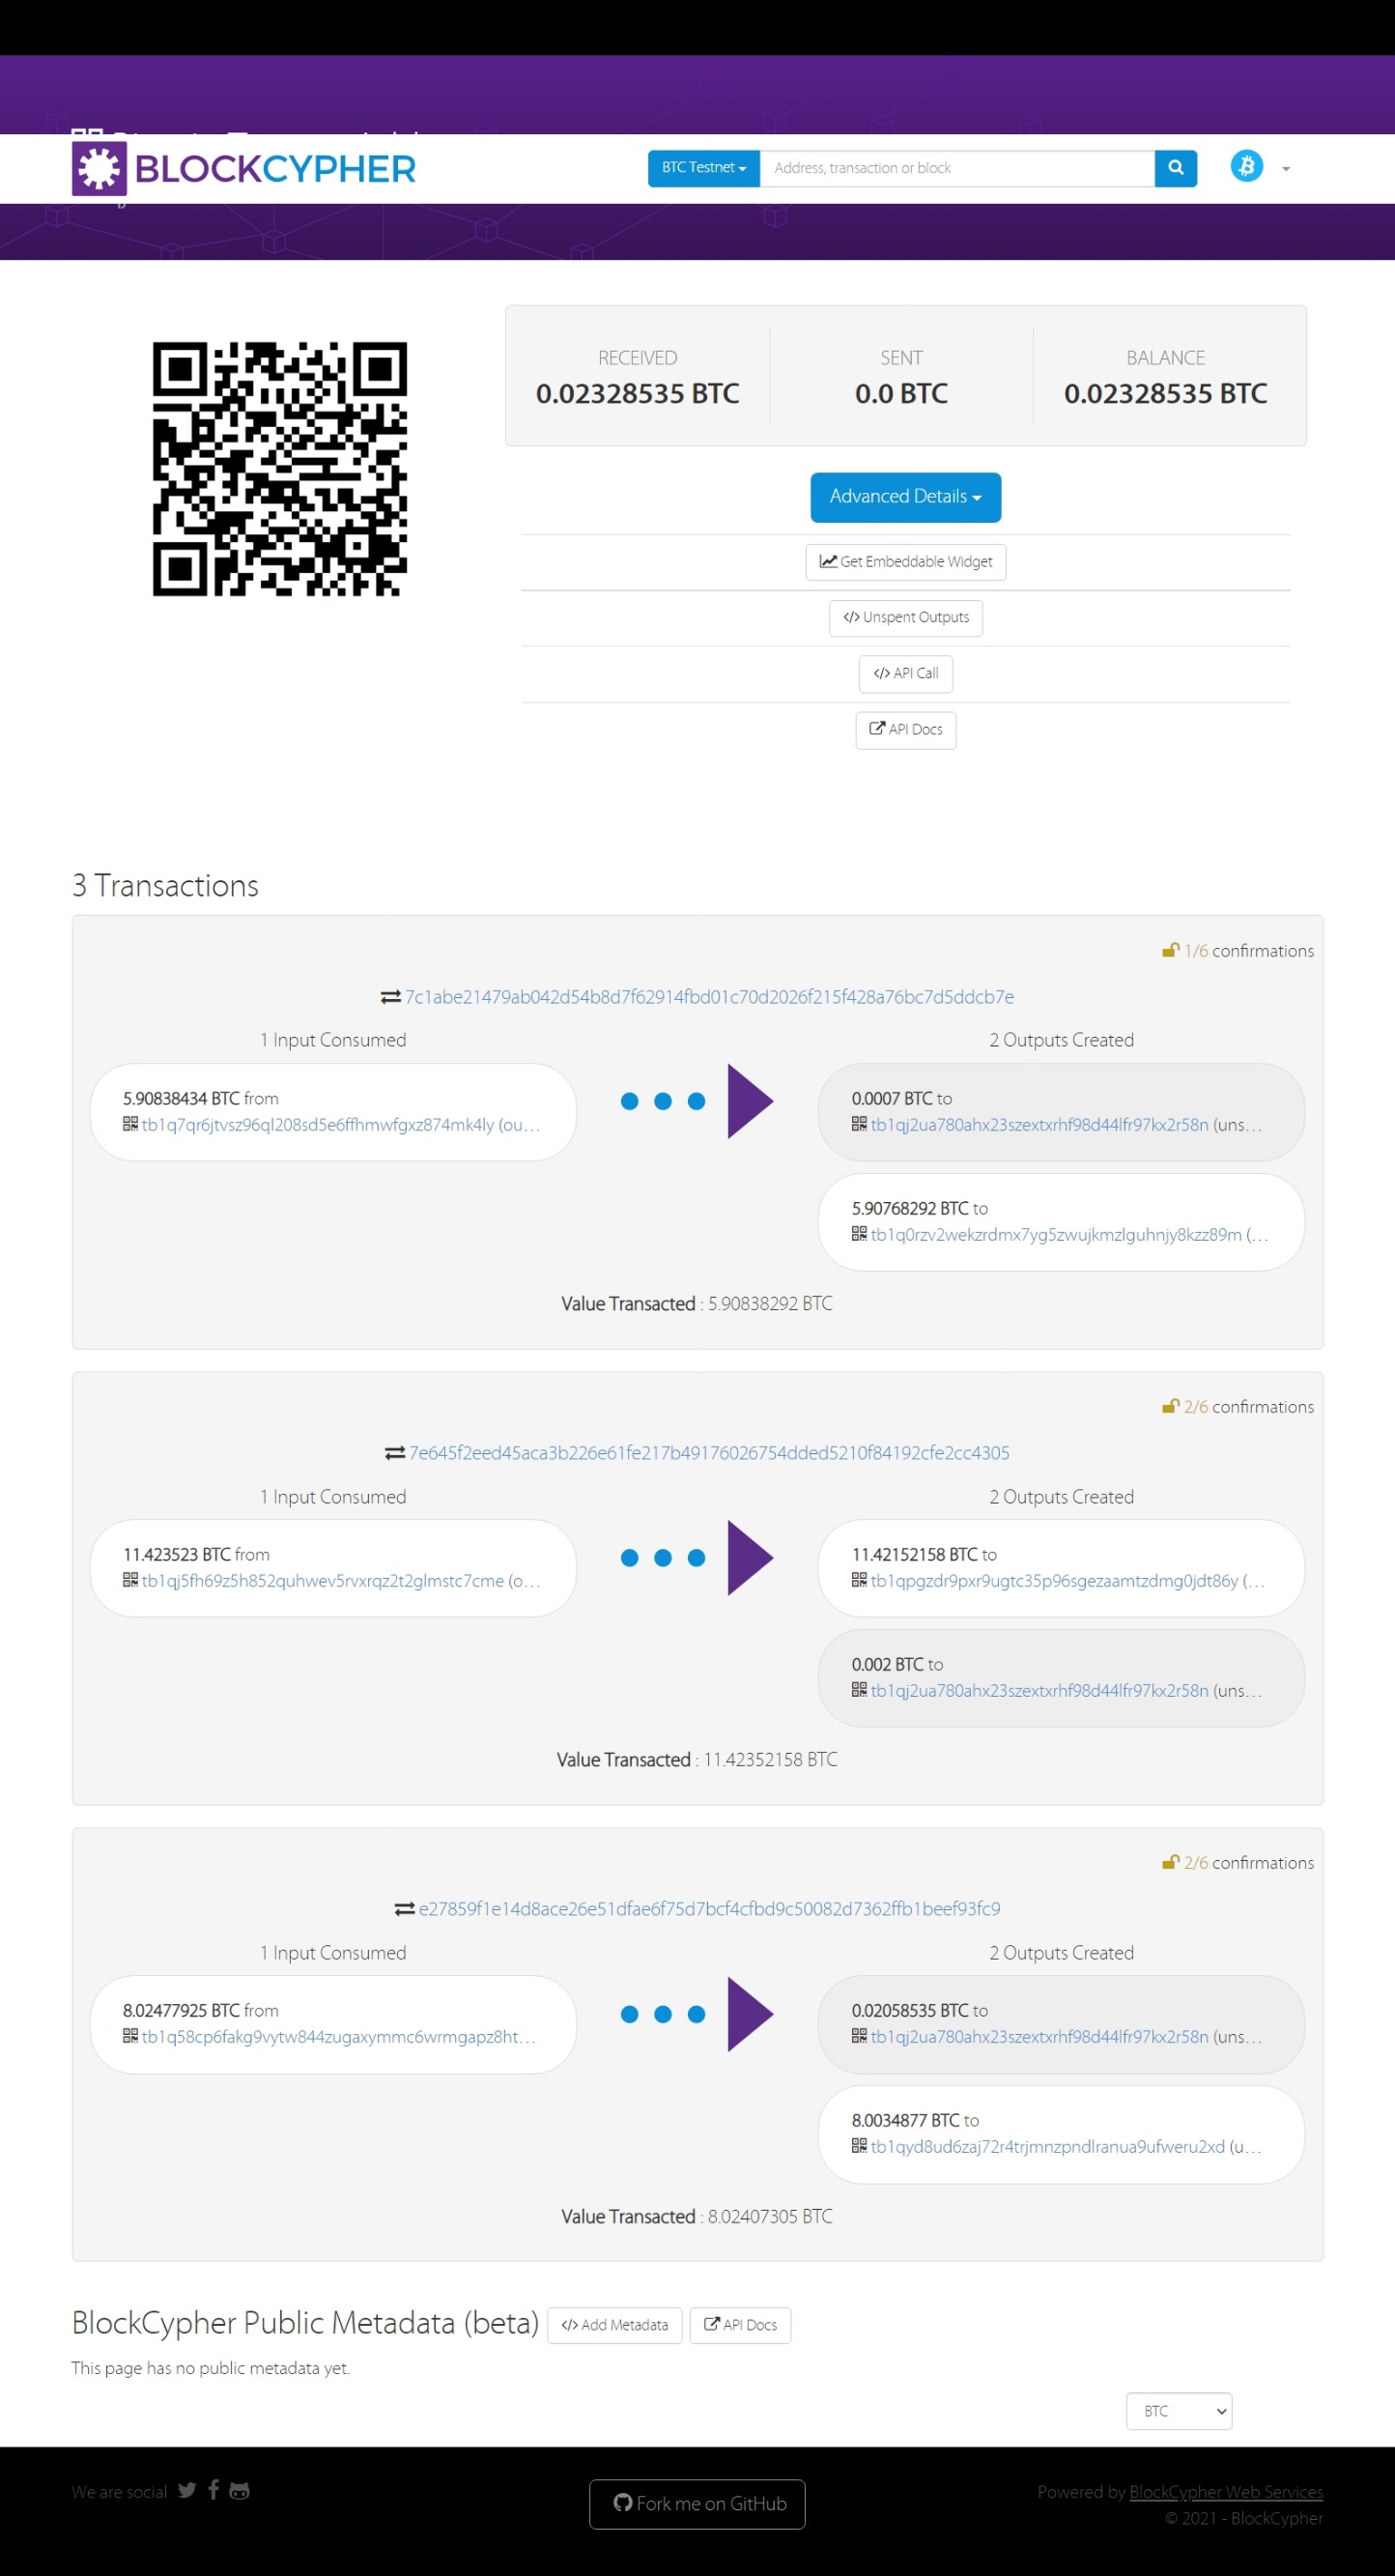 BLOCKCYPHER
BTC Testnet
Address, transaction or block
RECEIVED
0.02328535 BTC
SENT
0.0 BTC
BALANCE
0.02328535 BTC
Advanced Details
Get Embeddable Widget
</> Unspent Outputs
</> API Call
API Docs
3 Transactions
1/6 confirmations
7c1abe21479ab042d54b8d7f62914fbd01c70d2026f215f428a76bc7d5ddcb7e
1 Input Consumed
5.90838434 BTC from
tb1q7qr6jtvsz96ql208sd5e6ffhmwfgxz874mk4ly (ou…
2 Outputs Created
0.0007 BTC to
tb1qj2ua780ahx23szextxrhf98d44lfr97kx2r58n (uns…
5.90768292 BTC to
tb1q0rzv2wekzrdmx7yg5zwujkmzlguhnjy8kzz89m (…
Value Transacted : 5.90838292 BTC
2/6 confirmations
7e645f2eed45aca3b226e61fe217b49176026754dded5210f84192cfe2cc4305
1 Input Consumed
11.423523 BTC from
tb1qj5fh69z5h852quhwev5rvxrqz2t2glmstc7cme (o…
2 Outputs Created
11.42152158 BTC to
tb1qpgzdr9pxr9ugtc35p96sgezaamtzdmg0jdt86y (…
0.002 BTC to
tb1qj2ua780ahx23szextxrhf98d44lfr97kx2r58n (uns…
Value Transacted : 11.42352158 BTC
2/6 confirmations
e27859f1e14d8ace26e51dfae6f75d7bcf4cfbd9c50082d7362ffb1beef93fc9
1 Input Consumed
8.02477925 BTC from
tb1q58cp6fakg9vytw844zugaxymmc6wrmgapz8ht…
2 Outputs Created
0.02058535 BTC to
tb1qj2ua780ahx23szextxrhf98d44lfr97kx2r58n (uns…
8.0034877 BTC to
tb1qyd8ud6zaj72r4trjmnzpndlranua9ufweru2xd (u…
Value Transacted : 8.02407305 BTC
BlockCypher Public Metadata (beta)
</> Add Metadata
API Docs
This page has no public metadata yet.
BTC
We are social
Fork me on GitHub
Powered by BlockCypher Web Services
© 2021 - BlockCypher